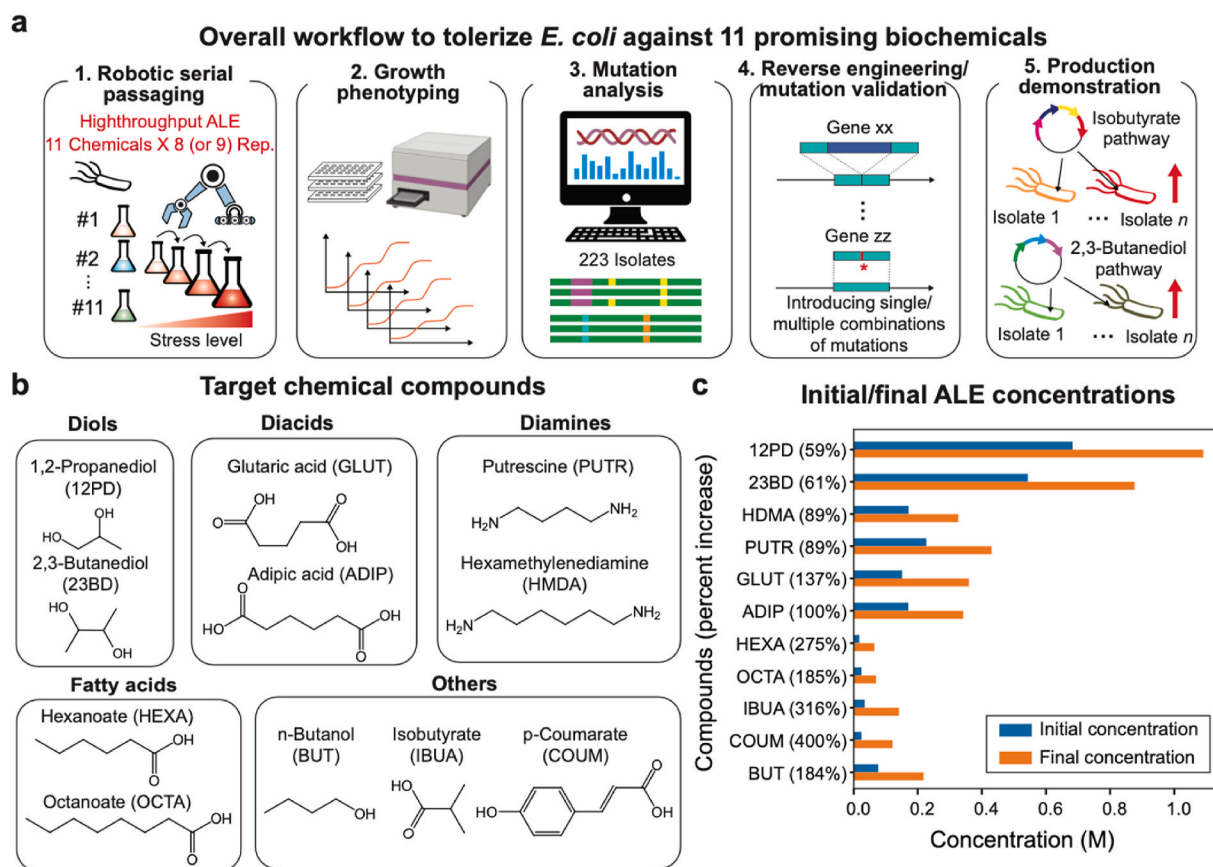 a
Overall workflow to tolerize E. coli against 11 promising biochemicals
1. Robotic serial
passaging
Highthroughput ALE
11 Chemicals X 8 (or 9) Rep.
#1
#2
⋮
#11
Stress level
2. Growth
phenotyping
3. Mutation
analysis
223 Isolates
4. Reverse engineering/
mutation validation
Gene xx
⋮
Gene zz
*
Introducing single/
multiple combinations
of mutations
5. Production
demonstration
Isobutyrate
pathway
Isolate 1 ... Isolate n
2,3-Butanediol
pathway
Isolate 1 ... Isolate n
b
Target chemical compounds
Diols
1,2-Propanediol
(12PD)
OH
HO
2,3-Butanediol
(23BD)
HO
OH
Diacids
Glutaric acid (GLUT)
OH O
O
OH
Adipic acid (ADIP)
O
OH
HO
O
Diamines
Putrescine (PUTR)
NH2
H2N
Hexamethylenediamine
(HMDA)
NH2
H2N
Fatty acids
Hexanoate (HEXA)
OH
O
Octanoate (OCTA)
OH
O
Others
n-Butanol
(BUT)
OH
Isobutyrate
(IBUA)
HO
O
p-Coumarate
(COUM)
O
OH
HO
c
Initial/final ALE concentrations
Compounds (percent increase)
12PD (59%)
23BD (61%)
HDMA (89%)
PUTR (89%)
GLUT (137%)
ADIP (100%)
HEXA (275%)
OCTA (185%)
IBUA (316%)
COUM (400%)
BUT (184%)
Initial concentration
Final concentration
0.0 0.2 0.4 0.6 0.8 1.0
Concentration (M)